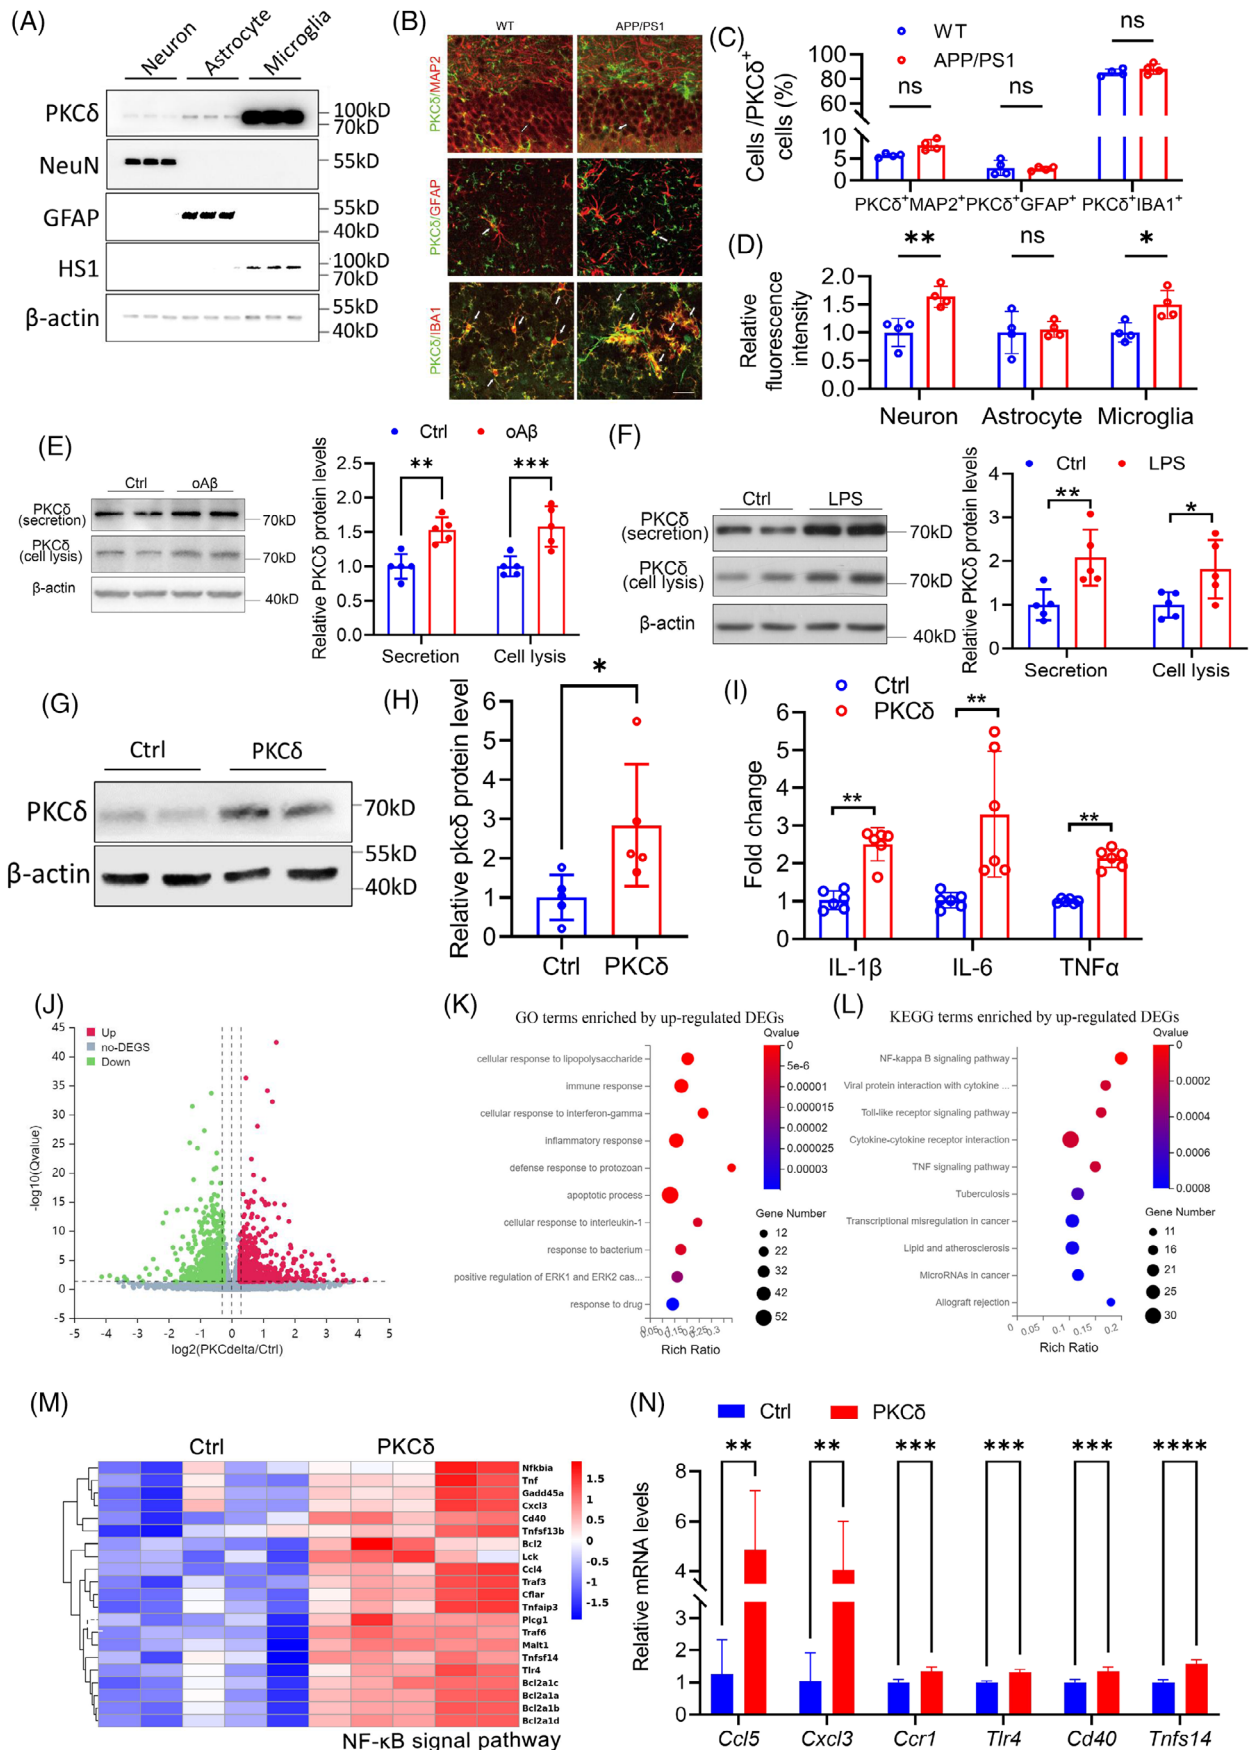 (A)
Neuron
Astrocyte
Microglia
PKCδ
100kD
70kD
NeuN
55kD
GFAP
55kD
40kD
HS1
100kD
70kD
β-actin
55kD
40kD
(B)
WT
APP/PS1
PKCδ/MAP2
PKCδ/GFAP
PKCδ/IBA1
(C)
WT
APP/PS1
Cells /PKCδ+
cells (%)
100
80
60
10
5
0
ns
ns
ns
PKCδ+MAP2+
PKCδ+GFAP+
PKCδ+IBA1+
(D)
Relative
fluorescence
intensity
2.0
1.5
1.0
0.5
0.0
**
ns
*
Neuron
Astrocyte
Microglia
(E)
Ctrl
oAβ
PKCδ
(secretion)
70kD
PKCδ
(cell lysis)
70kD
β-actin
40kD
Ctrl
oAβ
Relative PKCδ protein levels
2.5
2.0
1.5
1.0
0.5
0.0
**
***
Secretion
Cell lysis
(F)
Ctrl
LPS
PKCδ
(secretion)
70kD
PKCδ
(cell lysis)
70kD
β-actin
40kD
Ctrl
LPS
Relative PKCδ protein levels
4
3
2
1
0
**
*
Secretion
Cell lysis
(G)
Ctrl
PKCδ
PKCδ
70kD
β-actin
55kD
40kD
(H)
Relative pkcδ protein level
6
5
4
3
2
1
0
*
Ctrl
PKCδ
(I)
Ctrl
PKCδ
Fold change
6
5
4
3
2
1
0
**
**
**
IL-1β
IL-6
TNFα
(J)
Up
no-DEGS
Down
-log10(Qvalue)
45
40
35
30
25
20
15
10
5
0
-5
-5
-4
-3
-2
-1
0
1
2
3
4
5
log2(PKCdelta/Ctrl)
(K)
GO terms enriched by up-regulated DEGs
cellular response to lipopolysaccharide
immune response
cellular response to interferon-gamma
inflammatory response
defense response to protozoan
apoptotic process
cellular response to interleukin-1
response to bacterium
positive regulation of ERK1 and ERK2 cas...
response to drug
0
0.05
0.1
0.15
0.2
0.25
0.3
Rich Ratio
Qvalue
0
5e-6
0.00001
0.000015
0.00002
0.000025
0.00003
Gene Number
12
22
32
42
52
(L)
KEGG terms enriched by up-regulated DEGs
NF-kappa B signaling pathway
Viral protein interaction with cytokine ...
Toll-like receptor signaling pathway
Cytokine-cytokine receptor interaction
TNF signaling pathway
Tuberculosis
Transcriptional misregulation in cancer
Lipid and atherosclerosis
MicroRNAs in cancer
Allograft rejection
0
0.05
0.1
0.15
0.2
Rich Ratio
Qvalue
0
0.0002
0.0004
0.0006
0.0008
Gene Number
11
16
21
25
30
(M)
Ctrl
PKCδ
Nfkbia
Tnf
Gadd45a
Cxcl3
Cd40
Tnfsf13b
Bcl2
Lck
Ccl4
Traf3
Cflar
Tnfaip3
Plcg1
Traf6
Malt1
Tnfsf14
Tlr4
Bcl2a1c
Bcl2a1a
Bcl2a1b
Bcl2a1d
1.5
1
0.5
0
-0.5
-1
-1.5
NF-κB signal pathway
(N)
Ctrl
PKCδ
Relative mRNA levels
8
6
4
3
2
1
0
**
**
***
***
***
****
Ccl5
Cxcl3
Ccr1
Tlr4
Cd40
Tnfs14